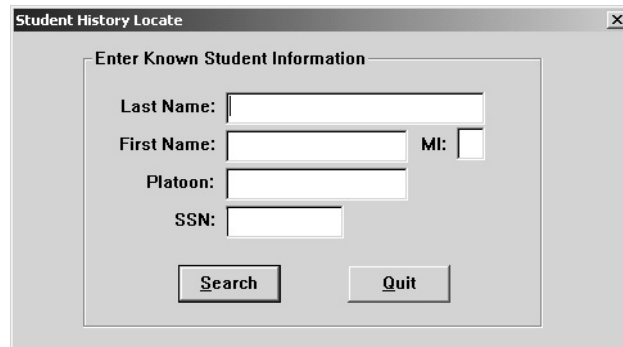 Student History Locate
Enter Known Student Information
Last Name:
First Name: MI:
Platoon:
SSN:
Search Quit